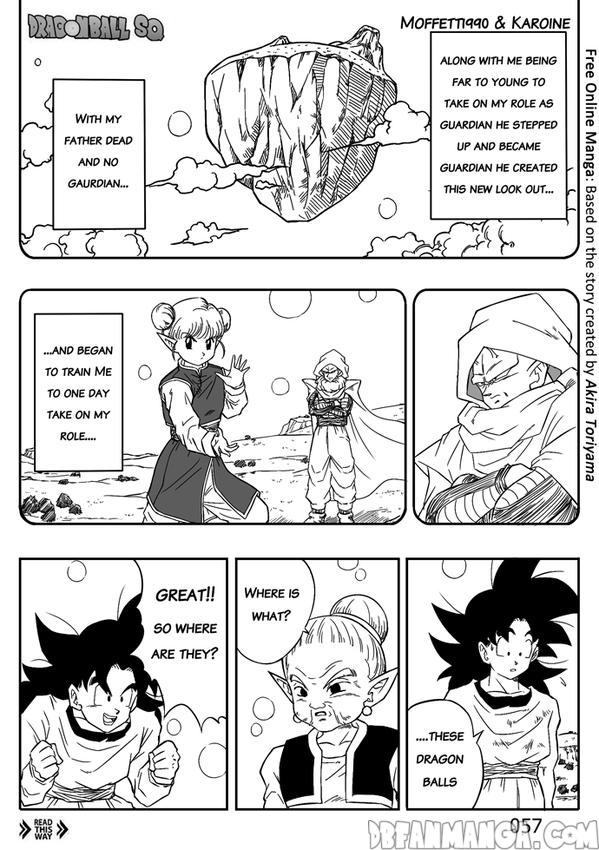 DRAGONBALL SQ
MOFFETT1990 & KAROINE
WITH MY
FATHER DEAD
AND NO
GAURDIAN...
ALONG WITH ME BEING
FAR TO YOUNG TO
TAKE ON MY ROLE AS
GUARDIAN HE STEPPED
UP AND BECAME
GUARDIAN HE CREATED
THIS NEW LOOK OUT...
Free Online Manga: Based on the story created by Akira Toriyama
...AND BEGAN
TO TRAIN ME
TO ONE DAY
TAKE ON MY
ROLE....
GREAT!!
SO WHERE
ARE THEY?
WHERE IS
WHAT?
....THESE
DRAGON
BALLS
READ
THIS
WAY
057
DBFANMANGA.COM